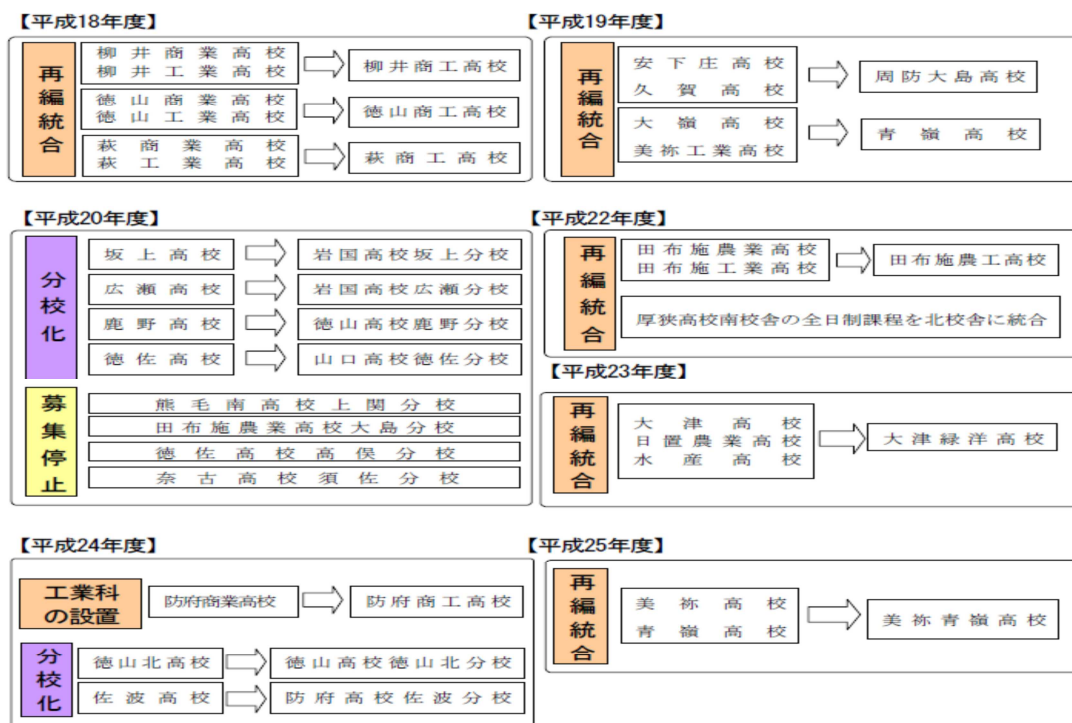 【平成18年度】
再編統合
柳井商業高校
柳井工業高校
柳井商工高校
徳山商業高校
徳山工業高校
徳山商工高校
萩商業高校
萩工業高校
萩商工高校
【平成19年度】
再編統合
安下庄高校
久賀高校
周防大島高校
大嶺高校
美祢工業高校
青嶺高校
【平成20年度】
分校化
坂上高校
岩国高校坂上分校
広瀬高校
岩国高校広瀬分校
鹿野高校
徳山高校鹿野分校
徳佐高校
山口高校徳佐分校
募集停止
熊毛南高校上関分校
田布施農業高校大島分校
徳佐高校高俣分校
奈古高校須佐分校
【平成22年度】
再編統合
田布施農業高校
田布施工業高校
田布施農工高校
厚狭高校南校舎の全日制課程を北校舎に統合
【平成23年度】
再編統合
大津高校
日置農業高校
水産高校
大津緑洋高校
【平成24年度】
工業科
の設置
防府商業高校
防府商工高校
分校化
徳山北高校
徳山高校徳山北分校
佐波高校
防府高校佐波分校
【平成25年度】
再編統合
美祢高校
青嶺高校
美祢青嶺高校